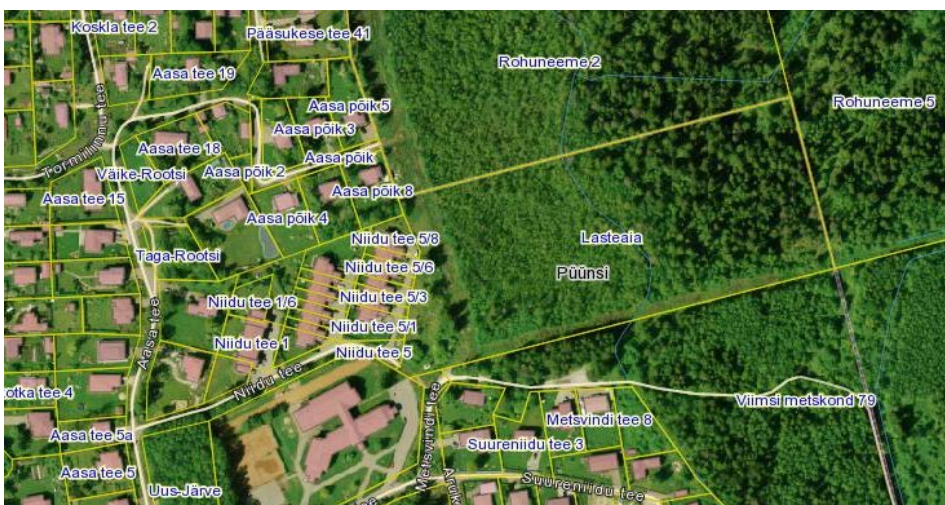 Koskla tee 2
Pääsukese tee 41
Rohuneeme 2
Aasa tee 19
Rohuneeme 5
Aasa põik 5
Aasa põik 3
Tormilinnu tee
Aasa tee 18
Aasa põik
Väike-Rootsi
Aasa põik 2
Aasa tee 15
Aasa põik 8
Aasa põik 4
Niidu tee 5/8
Lasteaia
Taga-Rootsi
Niidu tee 5/6
Püünsi
Niidu tee 1/6
Niidu tee 5/3
Aasa tee
Niidu tee 5/1
Niidu tee 1
Niidu tee 5
Niidu tee
otka tee 4
Viimsi metskond 79
Metsvindi tee
Metsvindi tee 8
Aasa tee 5a
Suureniidu tee 3
Aasa tee 5
Aruk
Suureniidu tee
Uus-Järve
tee